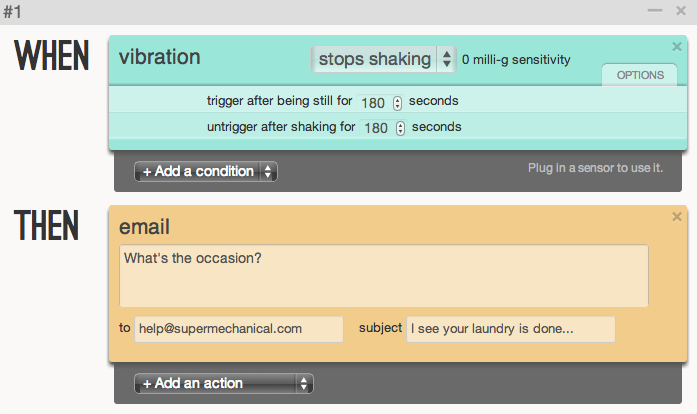 #1
WHEN
vibration
stops shaking
0 milli-g sensitivity
OPTIONS
trigger after being still for 180 seconds
untrigger after shaking for 180 seconds
+ Add a condition
Plug in a sensor to use it.
THEN
email
What's the occasion?
to help@supermechanical.com subject I see your laundry is done...
+ Add an action